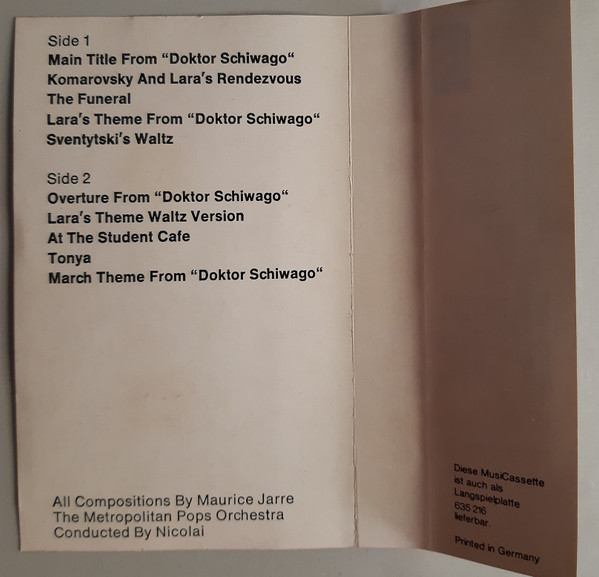 Side 1
Main Title From “Doktor Schiwago“
Komarovsky And Lara's Rendezvous
The Funeral
Lara's Theme From “Doktor Schiwago“
Sventytski's Waltz
Side 2
Overture From “Doktor Schiwago“
Lara's Theme Waltz Version
At The Student Cafe
Tonya
March Theme From “Doktor Schiwago“
All Compositions By Maurice Jarre
The Metropolitan Pops Orchestra
Conducted By Nicolai
Diese MusiCassette
ist auch als
Langspielplatte
635 216
lieferbar.
Printed in Germany